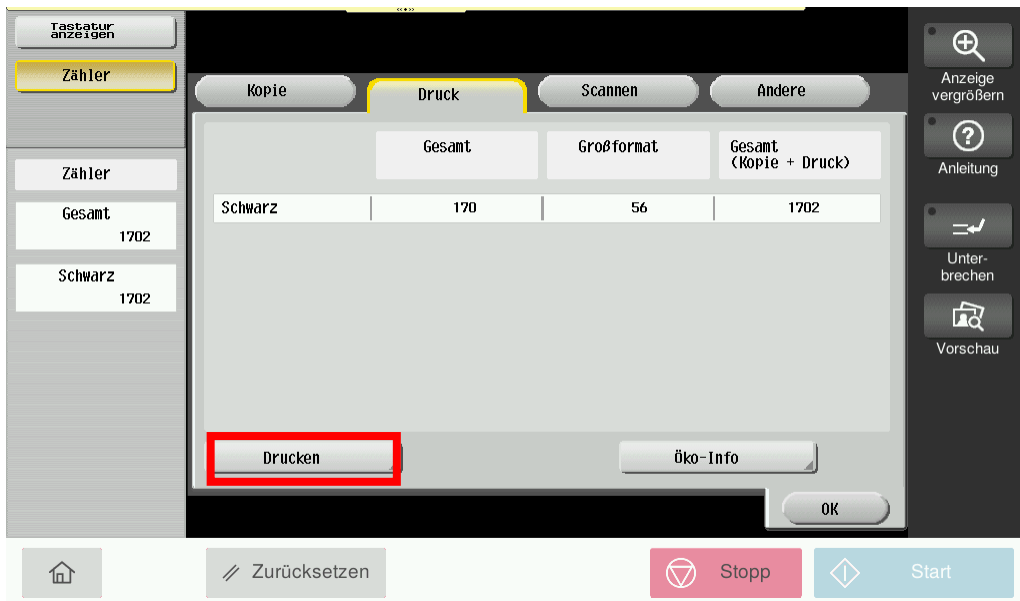 Tastatur
anzeigen
Zähler
Zähler
Gesamt
1702
Schwarz
1702
Kopie
Druck
Scannen
Andere
Gesamt
Großformat
Gesamt
(Kopie + Druck)
Schwarz 170 56 1702
Drucken
Öko-Info
OK
Anzeige
vergrößern
Anleitung
Unter-
brechen
Vorschau
Zurücksetzen
Stopp
Start